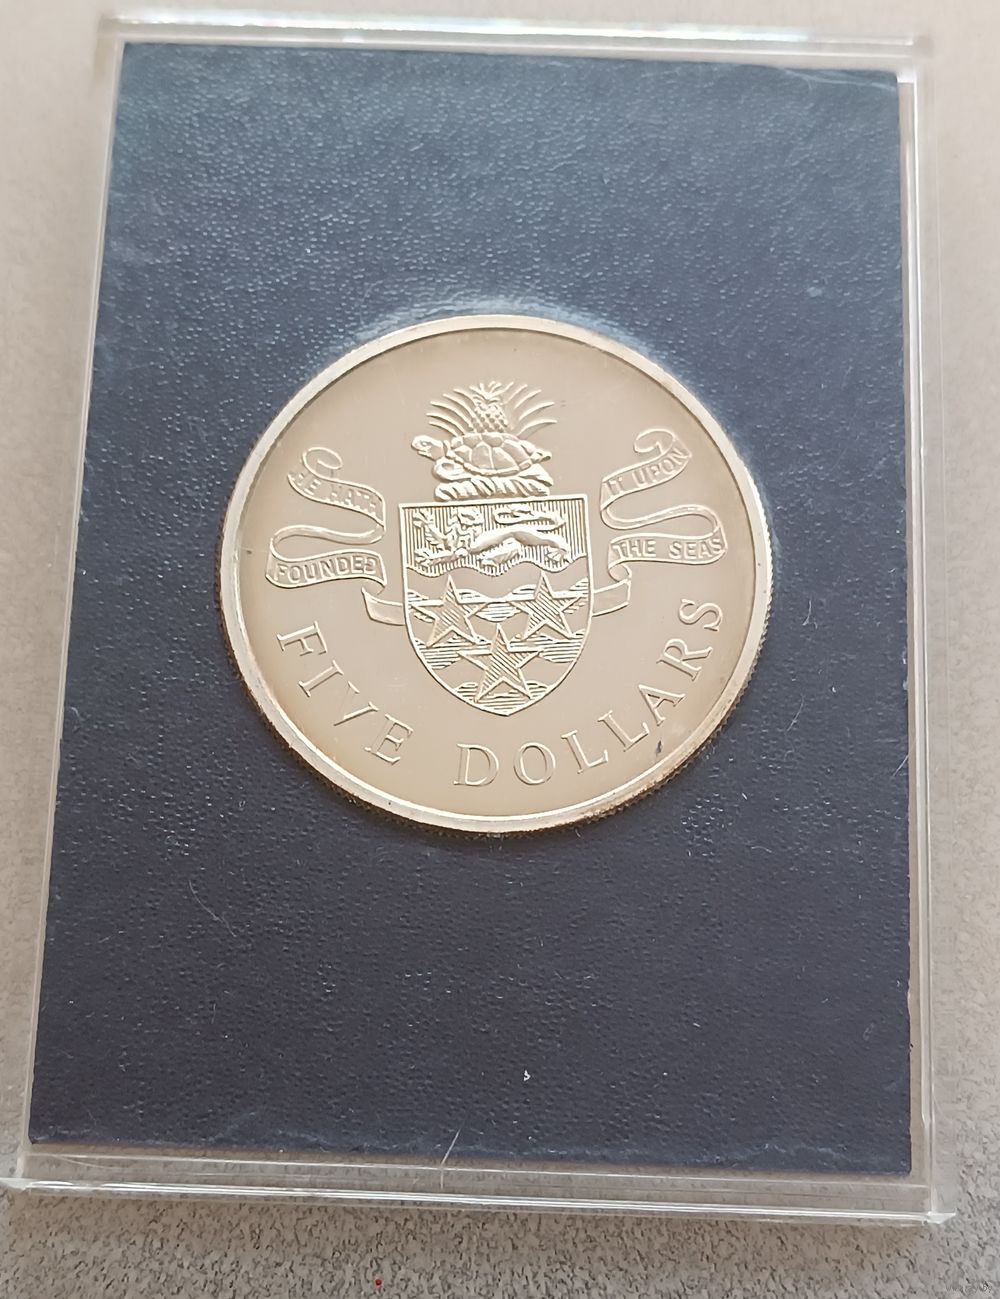 HE HATH
FOUNDED
IT UPON
THE SEAS
FIVE DOLLARS